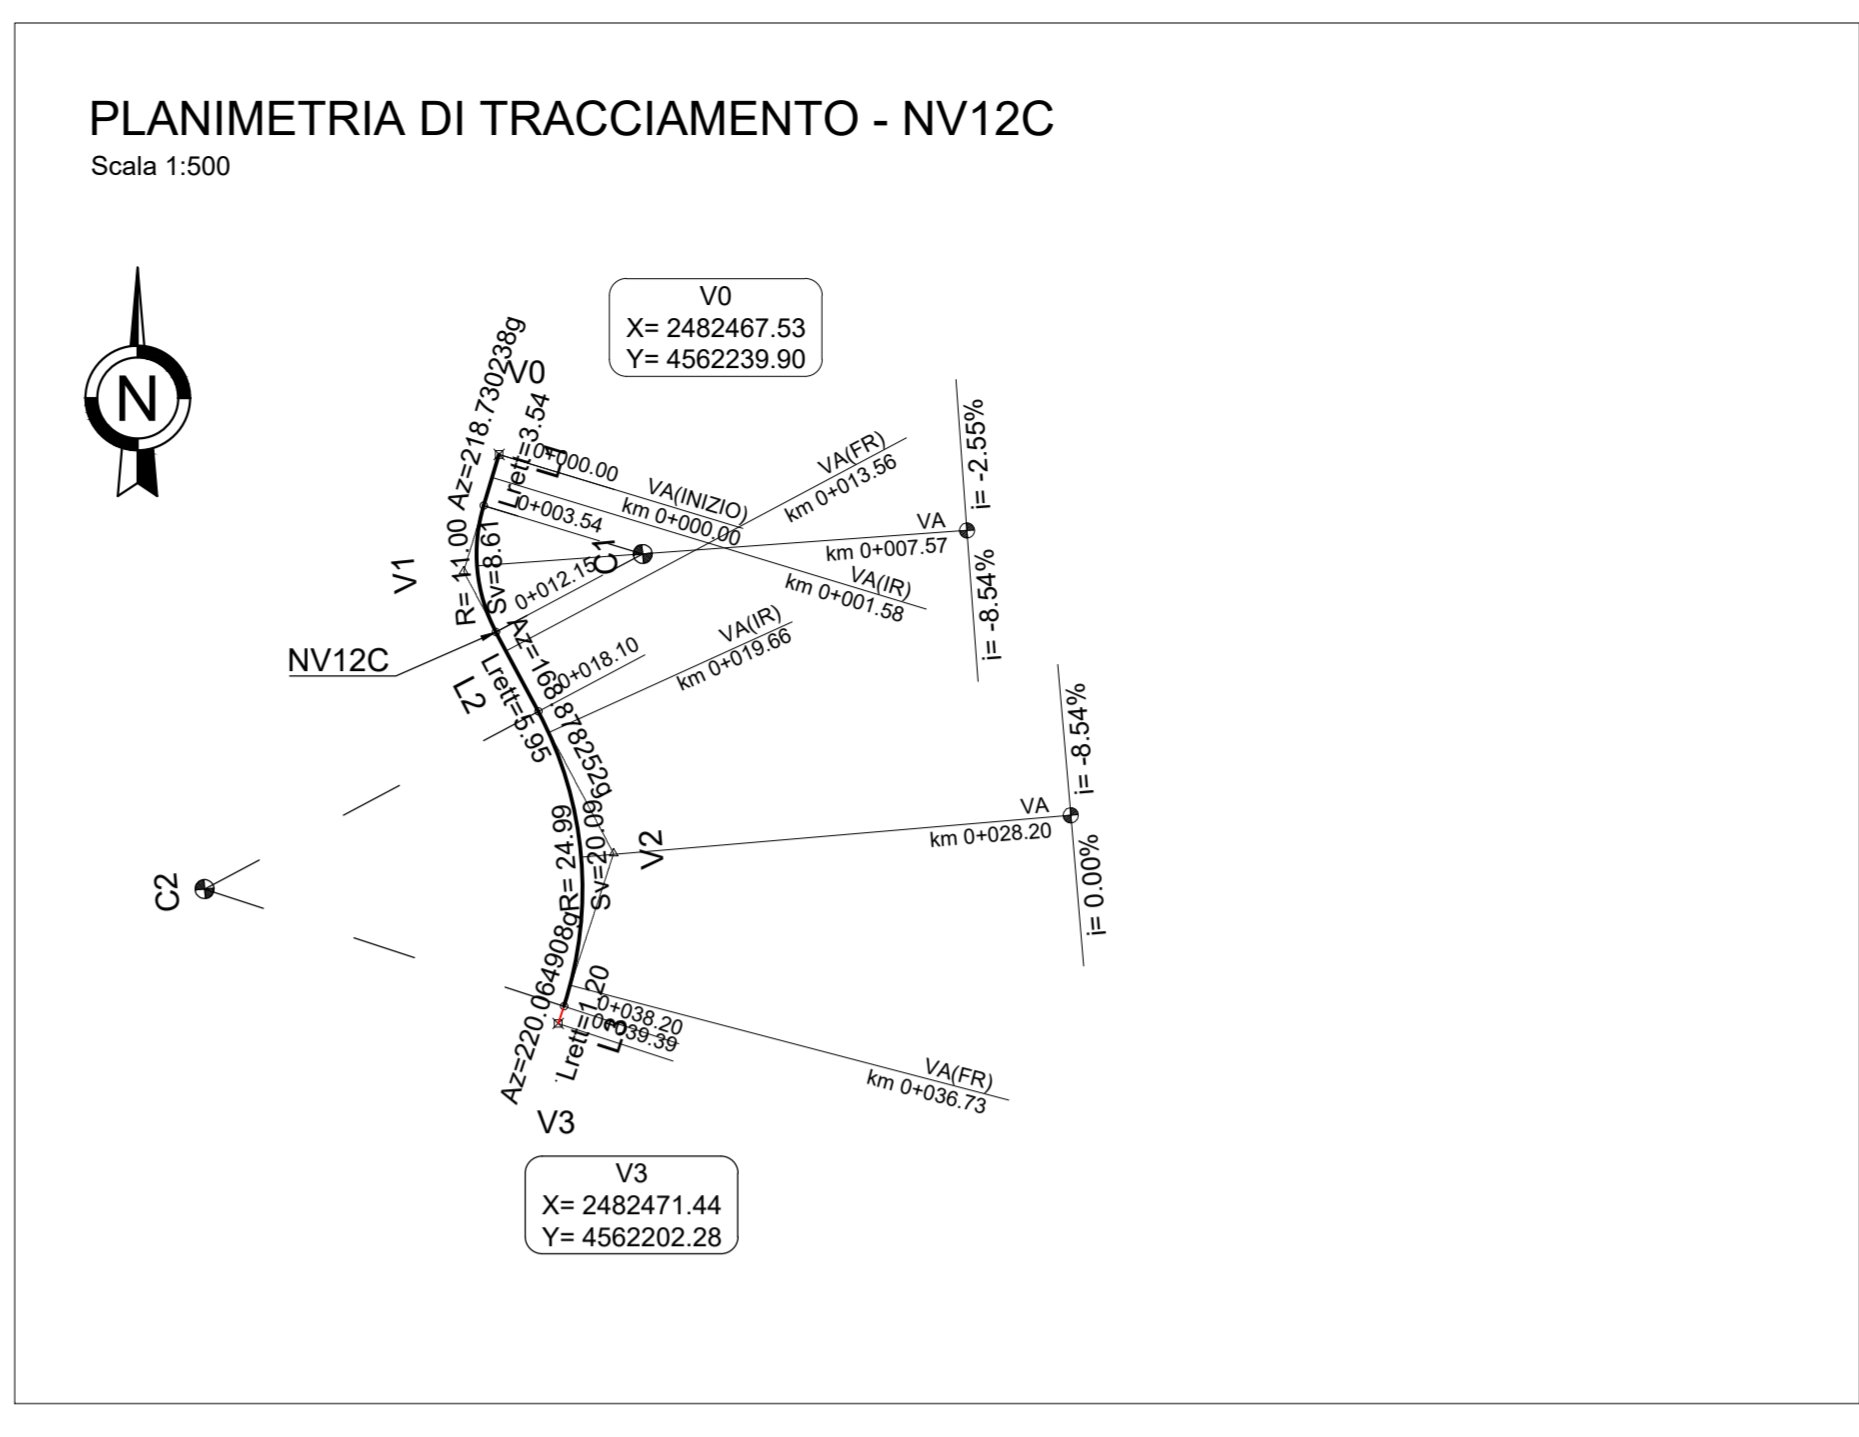 PLANIMETRIA DI TRACCIAMENTO - NV12C
Scala 1:500
N
V0
X= 2482467.53
Y= 4562239.90
Az=218.730238g
V0
Lrett=3.54
L1
0+000.00
VA(INIZIO)
km 0+000.00
0+003.54
VA(FR)
km 0+013.56
i= -2.55%
VA
km 0+007.57
i= -8.54%
VA(IR)
km 0+001.58
C1
V1
R= 11.00
Sv=8.61
0+012.15
NV12C
Az=168.878252g
Lrett=5.95
L2
0+018.10
VA(IR)
km 0+019.66
i= -8.54%
VA
km 0+028.20
i= 0.00%
V2
R= 24.99
Sv=20.09
C2
Az=220.064908g
Lrett=1.20
L3
0+038.20
0+039.39
VA(FR)
km 0+036.73
V3
V3
X= 2482471.44
Y= 4562202.28